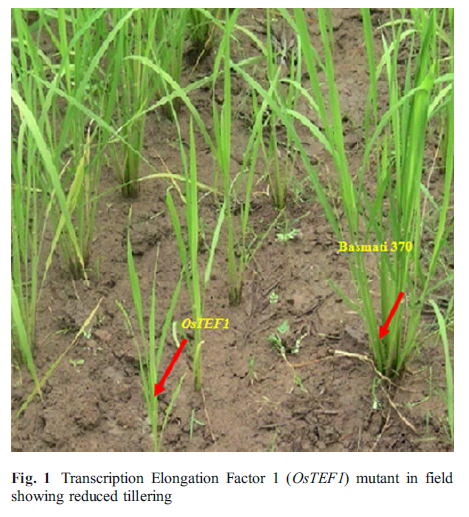 Basmati 370
OsTEF1
Fig. 1 Transcription Elongation Factor 1 (OsTEF1) mutant in field
showing reduced tillering